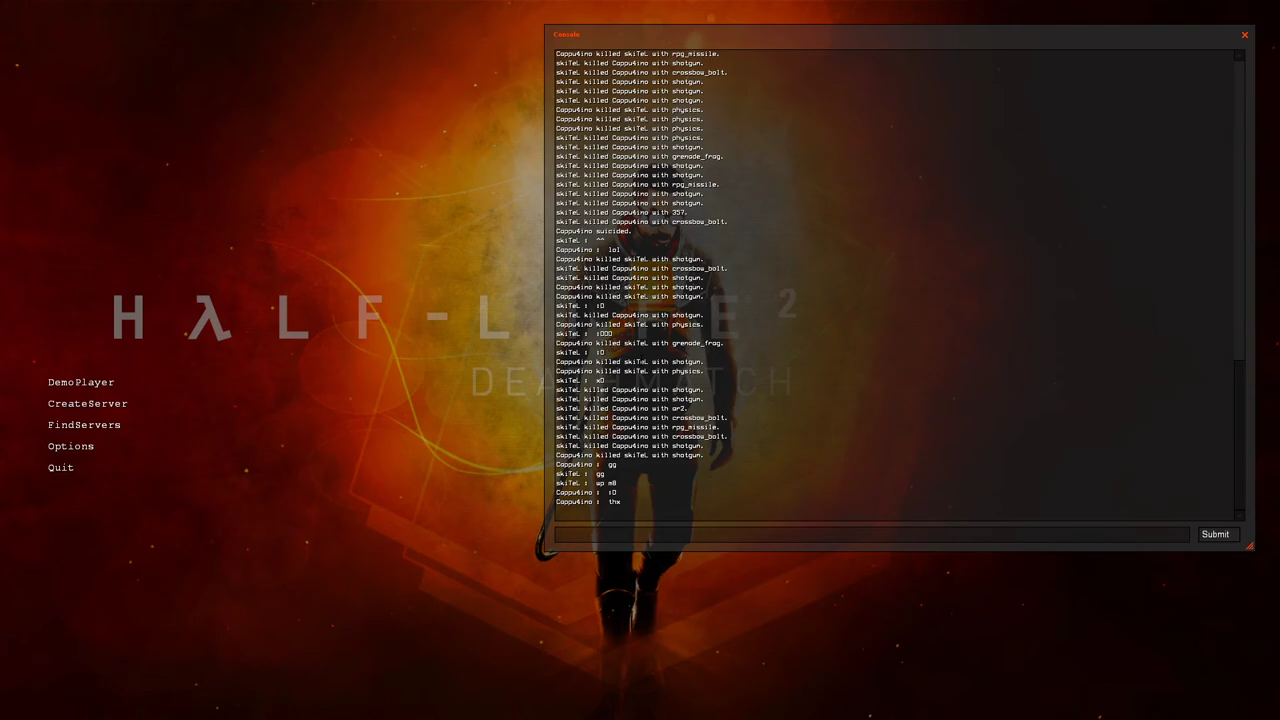 Console
Cappu4ino killed skiTeL with rpg_missile.
skiTeL killed Cappu4ino with shotgun.
skiTeL killed Cappu4ino with crossbow_bolt.
skiTeL killed Cappu4ino with shotgun.
skiTeL killed Cappu4ino with shotgun.
skiTeL killed Cappu4ino with shotgun.
Cappu4ino killed skiTeL with physics.
Cappu4ino killed skiTeL with physics.
Cappu4ino killed skiTeL with physics.
skiTeL killed Cappu4ino with physics.
skiTeL killed Cappu4ino with shotgun.
skiTeL killed Cappu4ino with grenade_frag.
skiTeL killed Cappu4ino with shotgun.
skiTeL killed Cappu4ino with shotgun.
skiTeL killed Cappu4ino with rpg_missile.
skiTeL killed Cappu4ino with shotgun.
skiTeL killed Cappu4ino with shotgun.
skiTeL killed Cappu4ino with 357.
skiTeL killed Cappu4ino with crossbow_bolt.
Cappu4ino suicided.
skiTeL :  ^^
Cappu4ino :  lol
Cappu4ino killed skiTeL with shotgun.
skiTeL killed Cappu4ino with crossbow_bolt.
skiTeL killed Cappu4ino with shotgun.
Cappu4ino killed skiTeL with shotgun.
Cappu4ino killed skiTeL with shotgun.
skiTeL :  :D
skiTeL killed Cappu4ino with shotgun.
Cappu4ino killed skiTeL with physics.
skiTeL :  :DDD
Cappu4ino killed skiTeL with grenade_frag.
skiTeL :  :D
Cappu4ino killed skiTeL with shotgun.
Cappu4ino killed skiTeL with physics.
skiTeL :  xD
skiTeL killed Cappu4ino with shotgun.
skiTeL killed Cappu4ino with shotgun.
skiTeL killed Cappu4ino with ar2.
skiTeL killed Cappu4ino with crossbow_bolt.
skiTeL killed Cappu4ino with rpg_missile.
skiTeL killed Cappu4ino with crossbow_bolt.
skiTeL killed Cappu4ino with shotgun.
Cappu4ino killed skiTeL with shotgun.
Cappu4ino :  gg
skiTeL :  gg
skiTeL :  wp m8
Cappu4ino :  :D
Cappu4ino :  thx
Submit
HλLF-L E²
DEATHMATCH
DemoPlayer
CreateServer
FindServers
Options
Quit